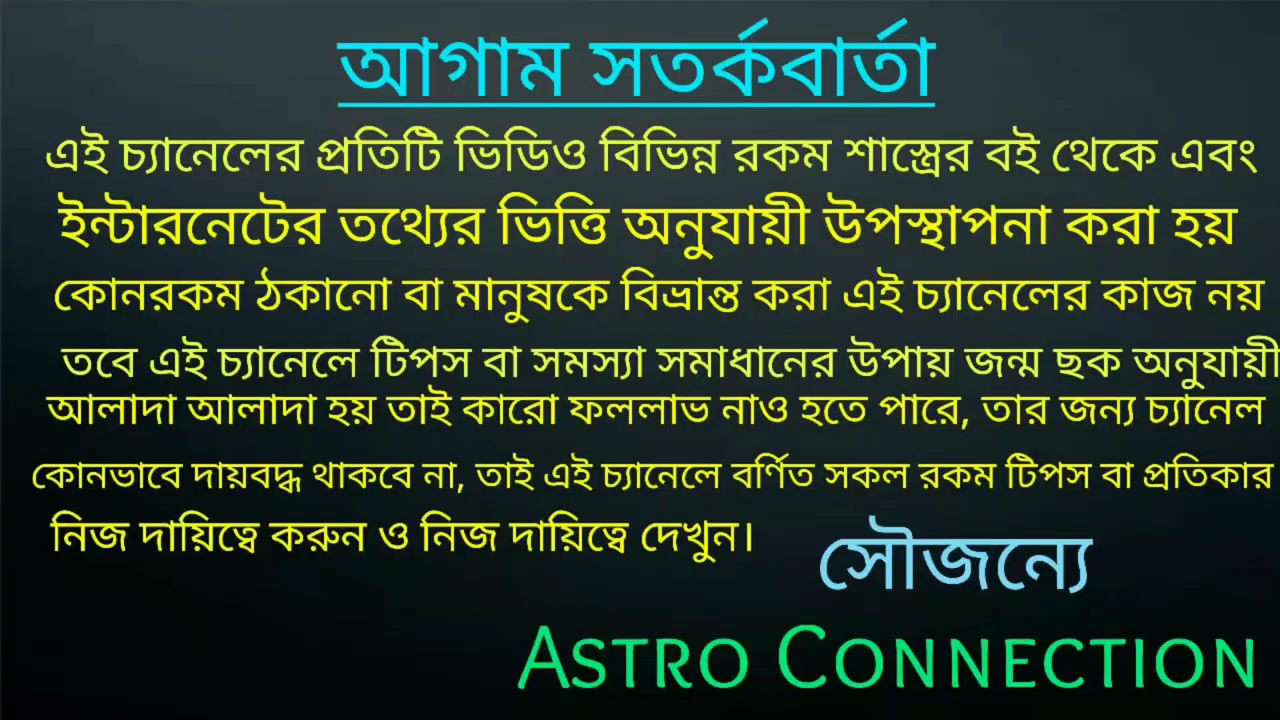 আগাম সতর্কবার্তা
এই চ্যানেলের প্রতিটি ভিডিও বিভিন্ন রকম শাস্ত্রের বই থেকে এবং
ইন্টারনেটের তথ্যের ভিত্তি অনুযায়ী উপস্থাপনা করা হয়
কোনরকম ঠকানো বা মানুষকে বিভ্রান্ত করা এই চ্যানেলের কাজ নয়
তবে এই চ্যানেলে টিপস বা সমস্যা সমাধানের উপায় জন্ম ছক অনুযায়ী
আলাদা আলাদা হয় তাই কারো ফললাভ নাও হতে পারে, তার জন্য চ্যানেল
কোনভাবে দায়বদ্ধ থাকবে না, তাই এই চ্যানেলে বর্ণিত সকল রকম টিপস বা প্রতিকার
নিজ দায়িত্বে করুন ও নিজ দায়িত্বে দেখুন।
সৌজন্যে
ASTRO CONNECTION